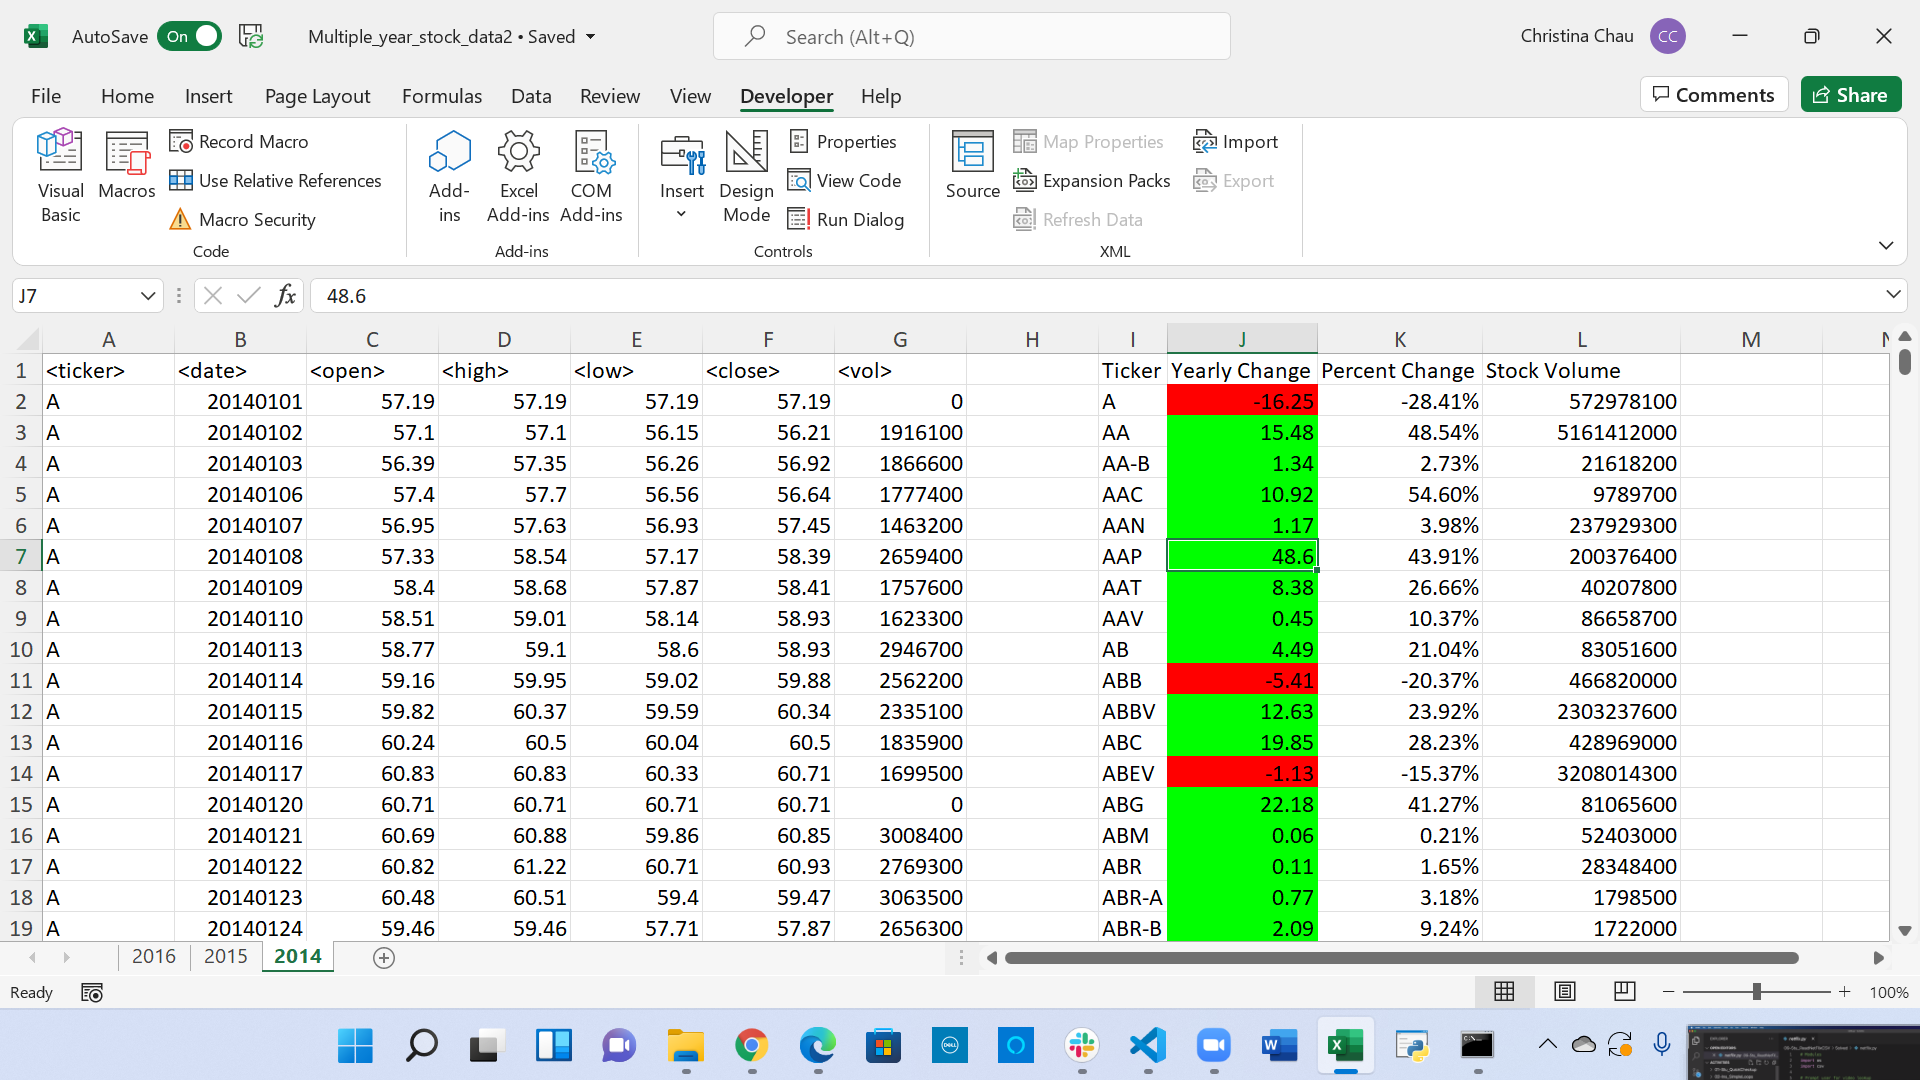 AutoSave On Multiple_year_stock_data2 • Saved Search (Alt+Q) Christina Chau CC
File Home Insert Page Layout Formulas Data Review View Developer Help Comments Share
Visual Basic
Macros
Record Macro
Use Relative References
Macro Security
Code
Add-ins
Excel Add-ins
COM Add-ins
Add-ins
Insert
Design Mode
Properties
View Code
Run Dialog
Controls
Source
Map Properties
Expansion Packs
Refresh Data
Import
Export
XML
J7 fx 48.6
A B C D E F G H I J K L M
1 <ticker> <date> <open> <high> <low> <close> <vol> Ticker Yearly Change Percent Change Stock Volume
2 A 20140101 57.19 57.19 57.19 57.19 0 A -16.25 -28.41% 572978100
3 A 20140102 57.1 57.1 56.15 56.21 1916100 AA 15.48 48.54% 5161412000
4 A 20140103 56.39 57.35 56.26 56.92 1866600 AA-B 1.34 2.73% 21618200
5 A 20140106 57.4 57.7 56.56 56.64 1777400 AAC 10.92 54.60% 9789700
6 A 20140107 56.95 57.63 56.93 57.45 1463200 AAN 1.17 3.98% 237929300
7 A 20140108 57.33 58.54 57.17 58.39 2659400 AAP 48.6 43.91% 200376400
8 A 20140109 58.4 58.68 57.87 58.41 1757600 AAT 8.38 26.66% 40207800
9 A 20140110 58.51 59.01 58.14 58.93 1623300 AAV 0.45 10.37% 86658700
10 A 20140113 58.77 59.1 58.6 58.93 2946700 AB 4.49 21.04% 83051600
11 A 20140114 59.16 59.95 59.02 59.88 2562200 ABB -5.41 -20.37% 466820000
12 A 20140115 59.82 60.37 59.59 60.34 2335100 ABBV 12.63 23.92% 2303237600
13 A 20140116 60.24 60.5 60.04 60.5 1835900 ABC 19.85 28.23% 428969000
14 A 20140117 60.83 60.83 60.33 60.71 1699500 ABEV -1.13 -15.37% 3208014300
15 A 20140120 60.71 60.71 60.71 60.71 0 ABG 22.18 41.27% 81065600
16 A 20140121 60.69 60.88 59.86 60.85 3008400 ABM 0.06 0.21% 52403000
17 A 20140122 60.82 61.22 60.71 60.93 2769300 ABR 0.11 1.65% 28348400
18 A 20140123 60.48 60.51 59.4 59.47 3063500 ABR-A 0.77 3.18% 1798500
19 A 20140124 59.46 59.46 57.71 57.87 2656300 ABR-B 2.09 9.24% 1722000
2016 2015 2014
Ready 100%